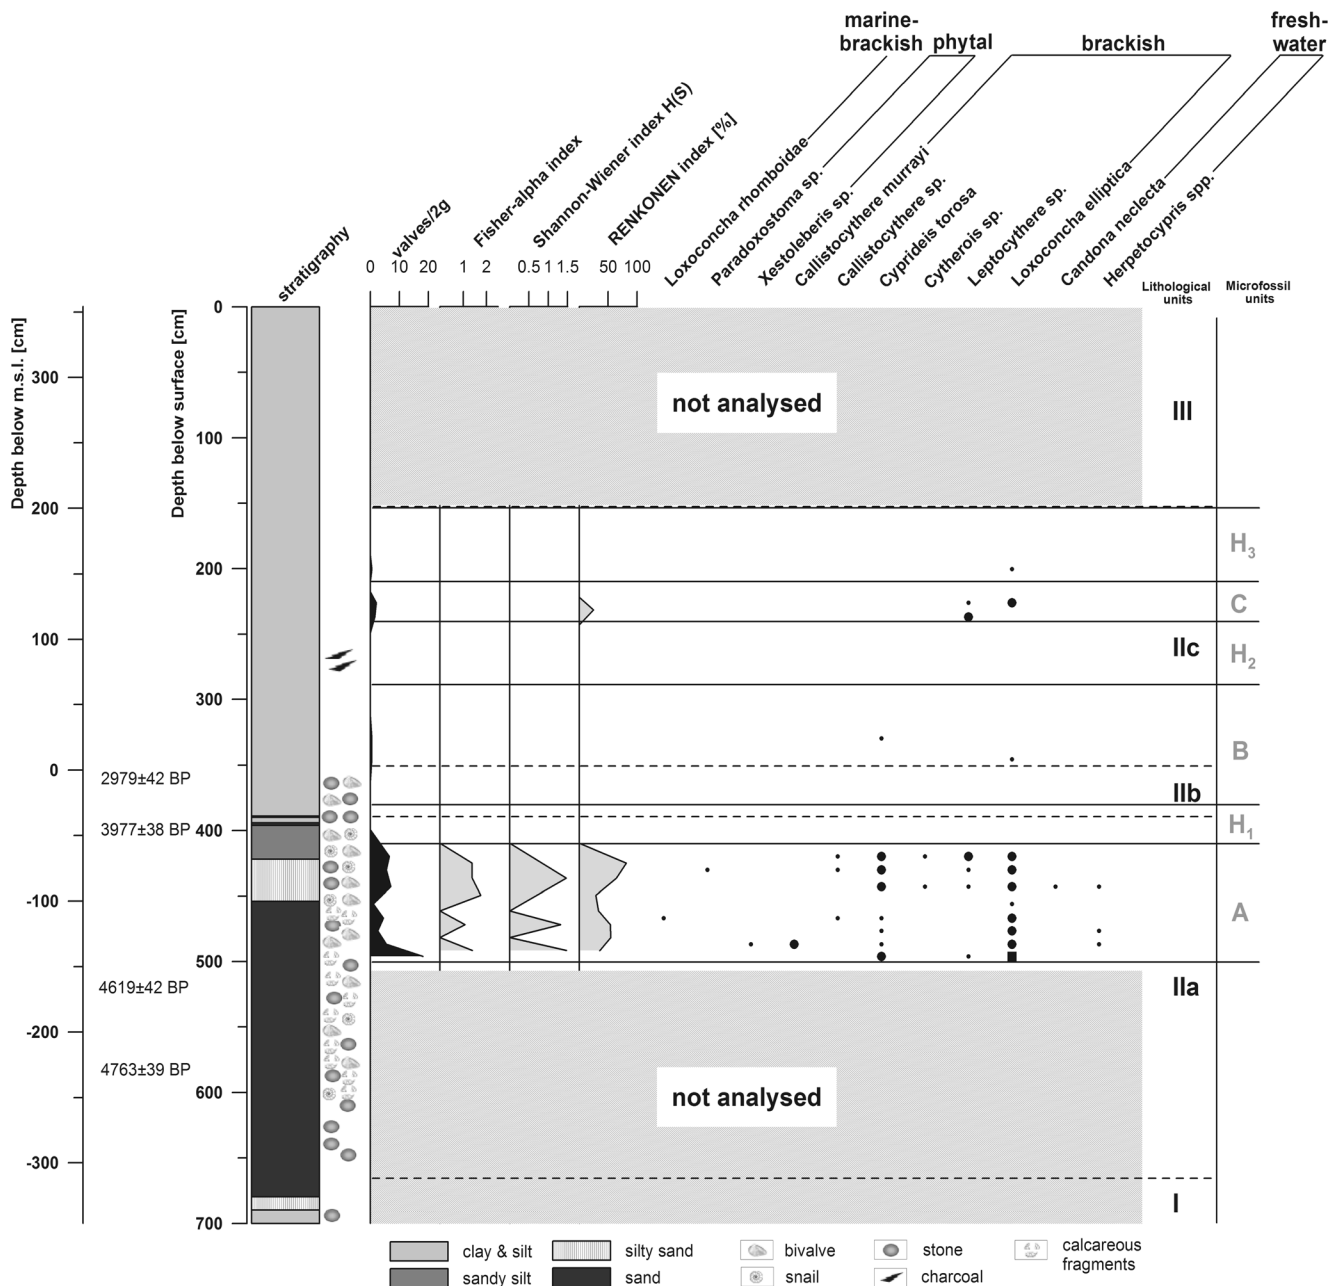 marine-
brackish
phytal
brackish
fresh-
water
stratigraphy
valves/2g
Fisher-alpha index
Shannon-Wiener index H(S)
RENKONEN index [%]
Loxoconcha rhomboidae
Paradoxostoma sp.
Xestoleberis sp.
Callistocythere murrayi
Callistocythere sp.
Cyprideis torosa
Cytherois sp.
Leptocythere sp.
Loxoconcha elliptica
Candona neclecta
Herpetocypris spp.
0 10 20
1 2
0.5 1 1.5
50 100
Lithological
units
Microfossil
units
Depth below m.s.l. [cm]
Depth below surface [cm]
0
300
not analysed
III
100
200
H3
200
C
100
IIc
H2
300
B
0
2979±42 BP
IIb
3977±38 BP
400
H1
-100
A
500
4619±42 BP
IIa
-200
4763±39 BP
600
not analysed
-300
I
700
clay & silt
silty sand
bivalve
stone
calcareous
fragments
sandy silt
sand
snail
charcoal